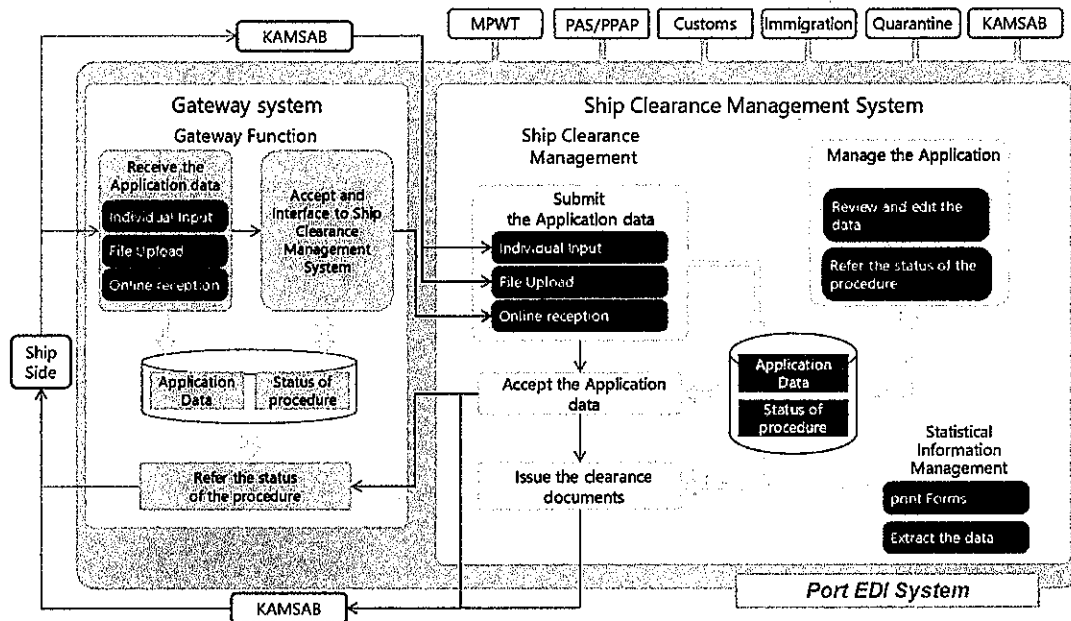 KAMSAB
MPWT
PAS/PPAP
Customs
Immigration
Quarantine
KAMSAB
Gateway system
Gateway Function
Receive the
Application data
Individual Input
File Upload
Online reception
Accept and
Interface to Ship
Clearance
Management
System
Application
Data
Status of
procedure
Refer the status
of the procedure
Ship
Side
Ship Clearance Management System
Ship Clearance
Management
Submit
the Application data
Individual Input
File Upload
Online reception
Accept the Application
data
Issue the clearance
documents
Manage the Application
Review and edit the
data
Refer the status of the
procedure
Application
Data
Status of
procedure
Statistical
Information
Management
print Forms
Extract the data
Port EDI System
KAMSAB